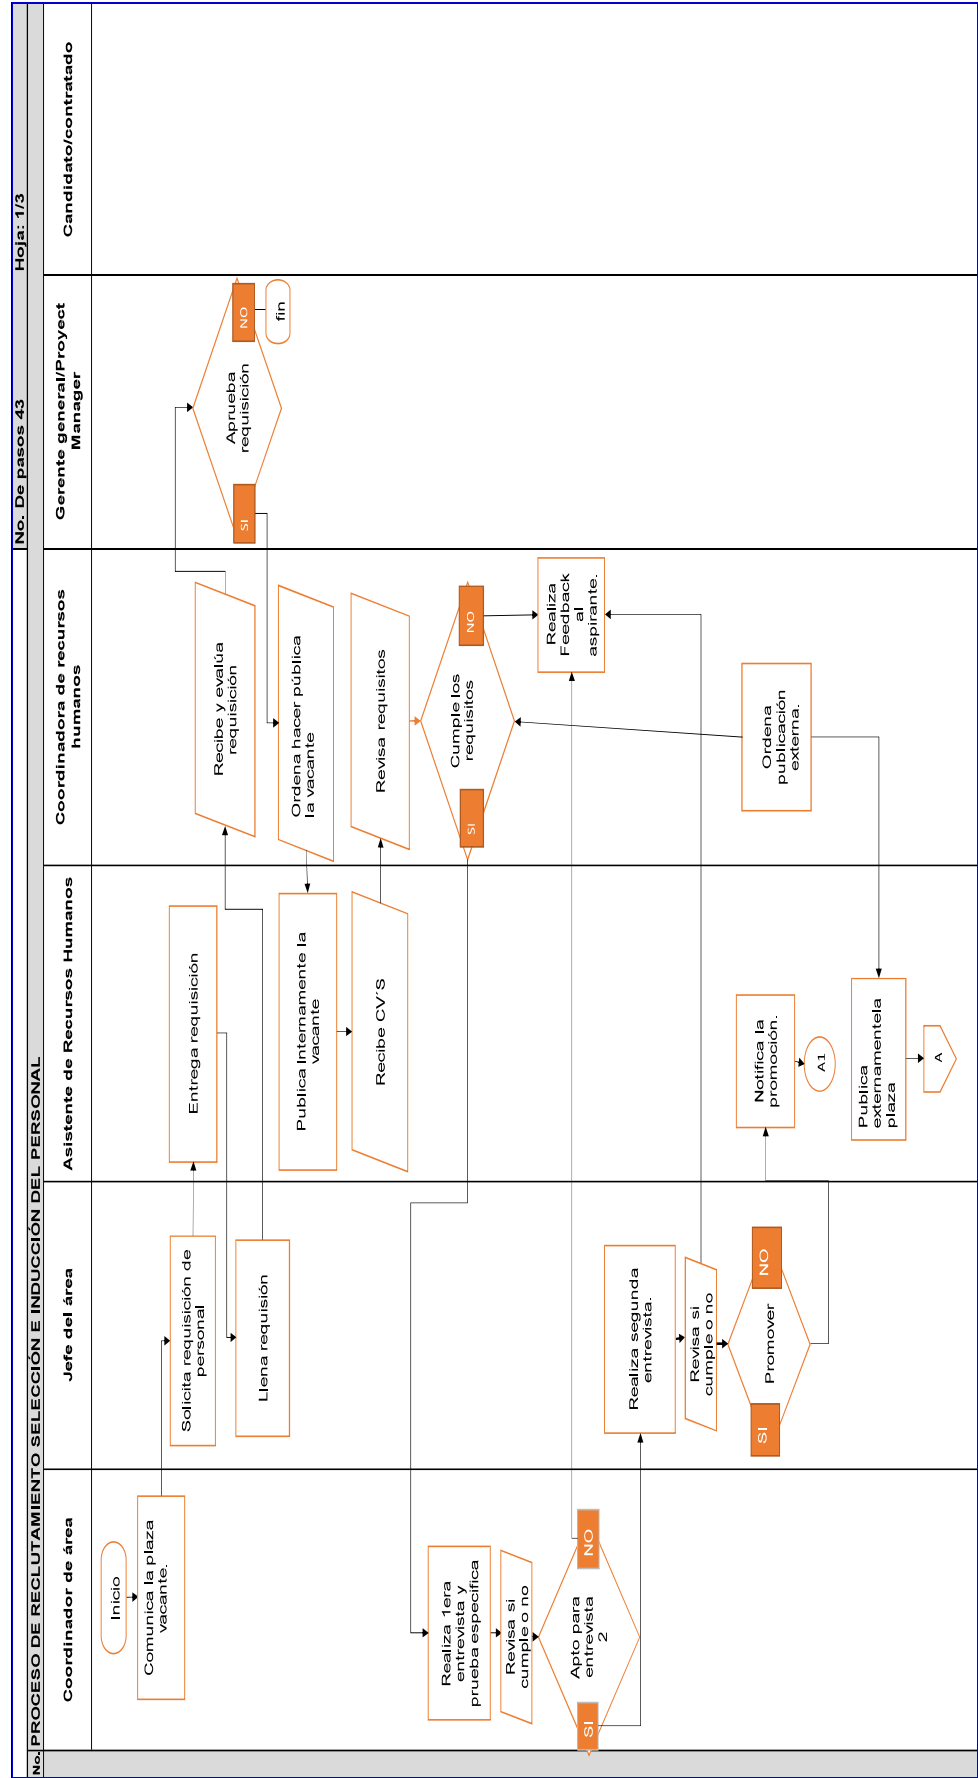 No. De pasos 43
Hoja: 1/3
No.
PROCESO DE RECLUTAMIENTO SELECCIÓN E INDUCCIÓN DEL PERSONAL
Coordinador de área
Jefe del área
Asistente de Recursos Humanos
Coordinadora de recursos
humanos
Gerente general/Proyect
Manager
Candidato/contratado
Inicio
Comunica la plaza
vacante.
Solicita requisición de
personal
Entrega requisición
Llena requisión
Recibe y evalúa
requisición
Aprueba
requisición
SI
NO
fin
Ordena hacer pública
la vacante
Publica Internamente la
vacante
Recibe CV´S
Revisa requisitos
Cumple los
requisitos
SI
NO
Realiza 1era
entrevista y
prueba especifica
Revisa si
cumple o no
Apto para
entrevista
2
SI
NO
Realiza
Feedback
al
aspirante.
Realiza segunda
entrevista.
Revisa si
cumple o no
Promover
SI
NO
Notifica la
promoción.
A1
Ordena
publicación
externa.
Publica
externamentela
plaza
A